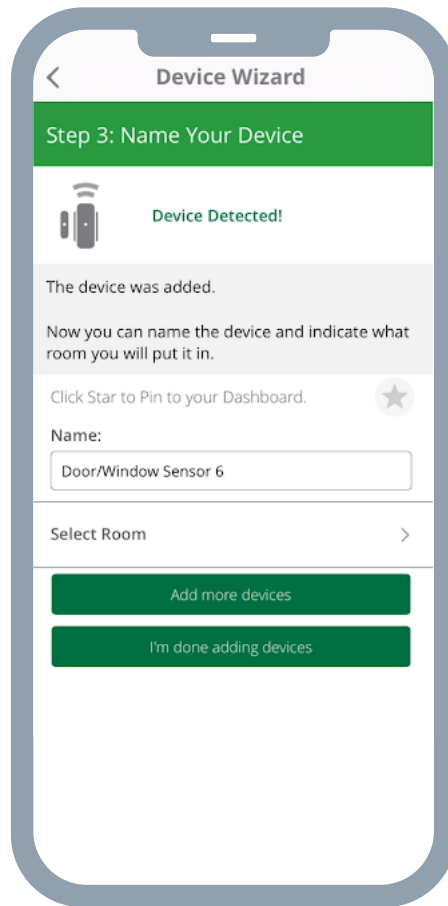 Device Wizard
Step 3: Name Your Device
Device Detected!
The device was added.
Now you can name the device and indicate what
room you will put it in.
Click Star to Pin to your Dashboard.
Name:
Door/Window Sensor 6
Select Room
Add more devices
I'm done adding devices